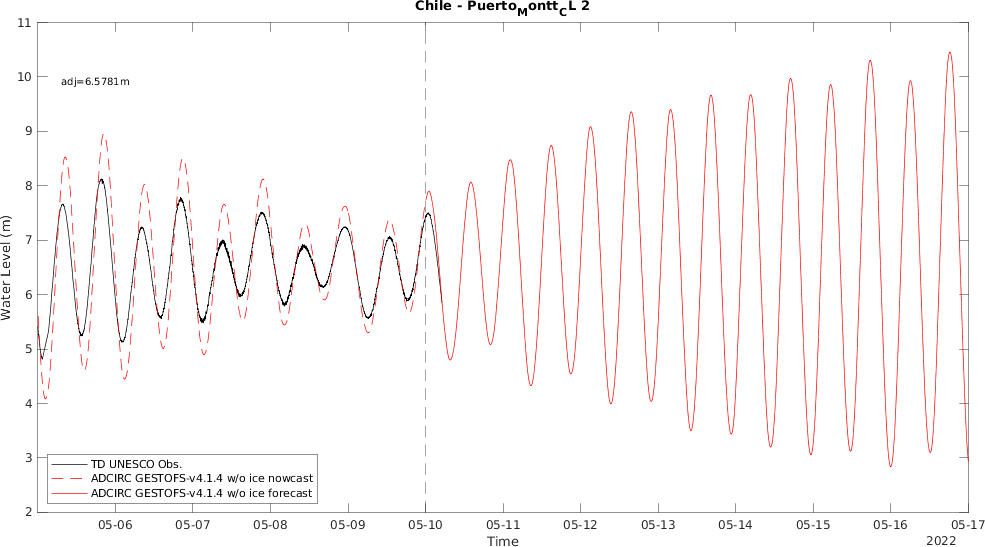 Chile - PuertoMonttCL 2
11
10
9
8
7
6
5
4
3
2
Water Level (m)
adj=6.5781m
TD UNESCO Obs.
ADCIRC GESTOFS-v4.1.4 w/o ice nowcast
ADCIRC GESTOFS-v4.1.4 w/o ice forecast
05-06 05-07 05-08 05-09 05-10 05-11 05-12 05-13 05-14 05-15 05-16 05-17
Time
2022